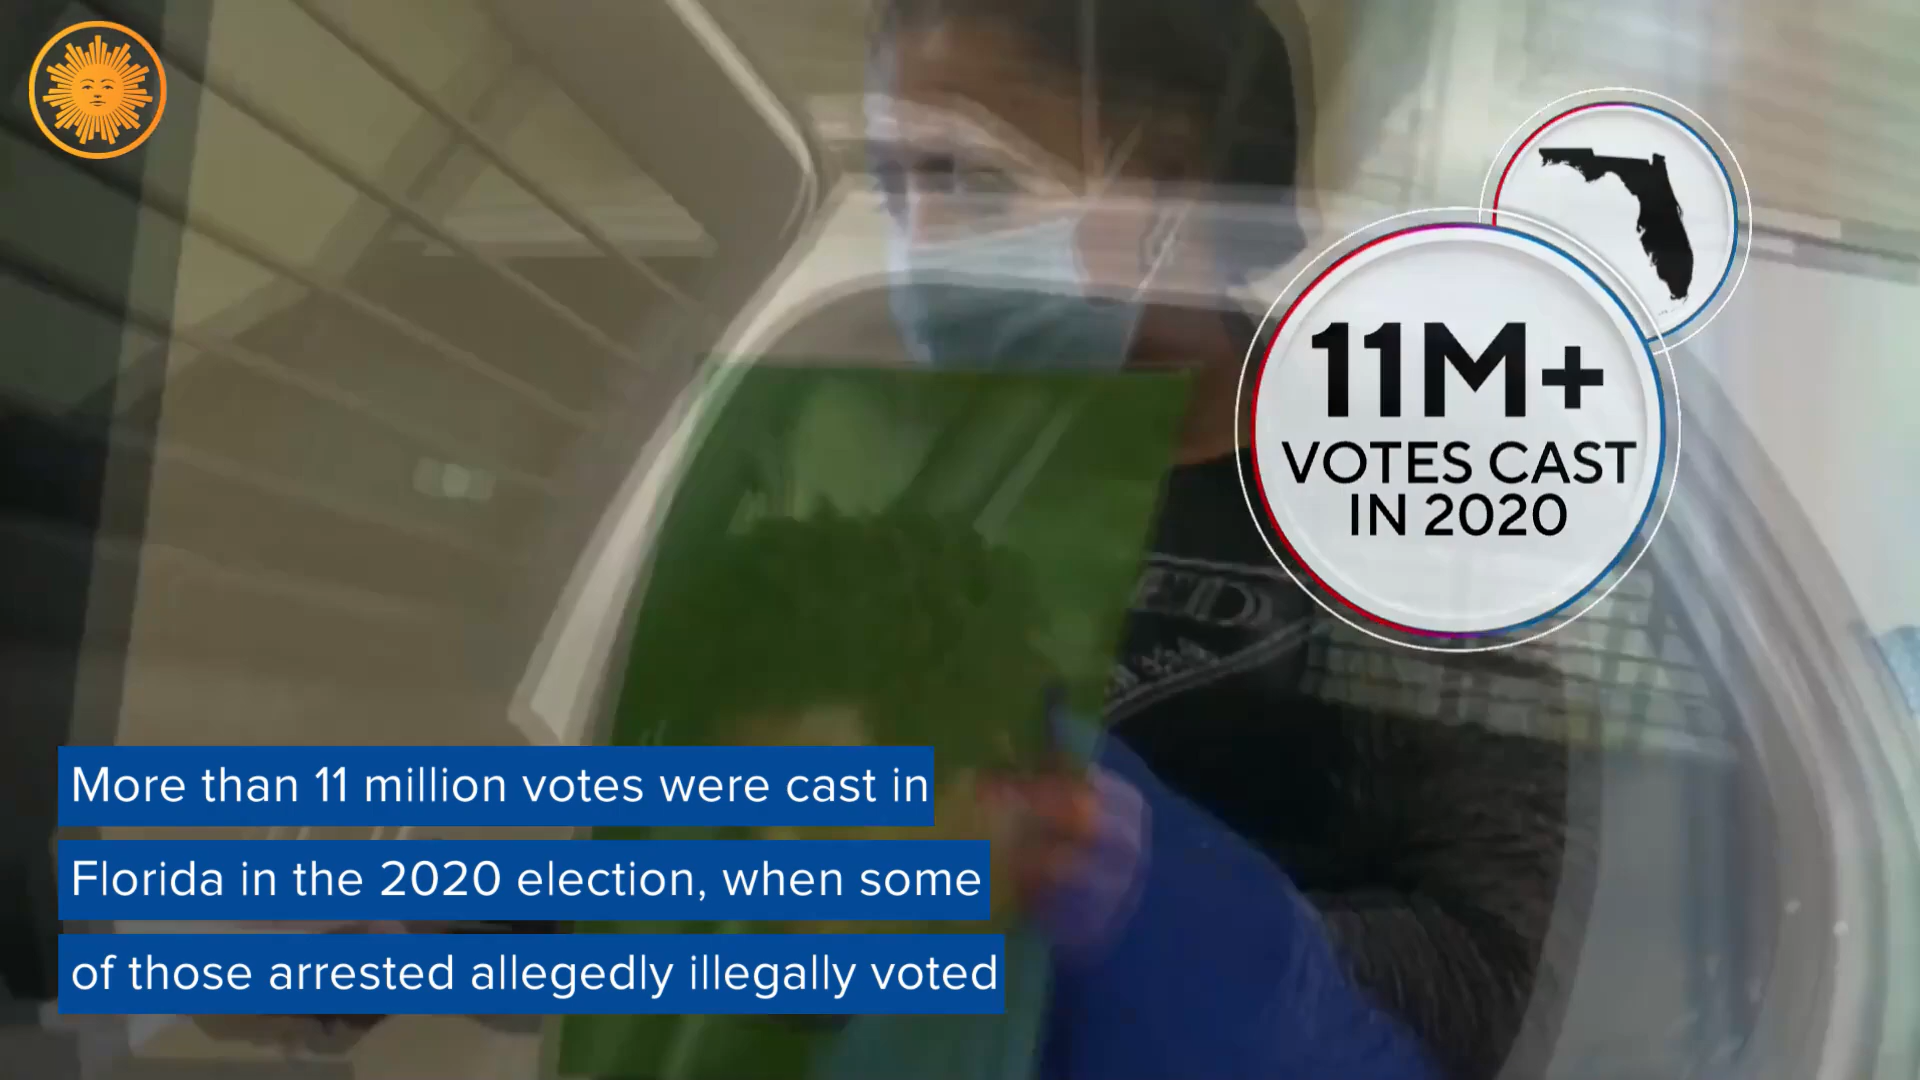 11M+
VOTES CAST
IN 2020
More than 11 million votes were cast in
Florida in the 2020 election, when some
of those arrested allegedly illegally voted